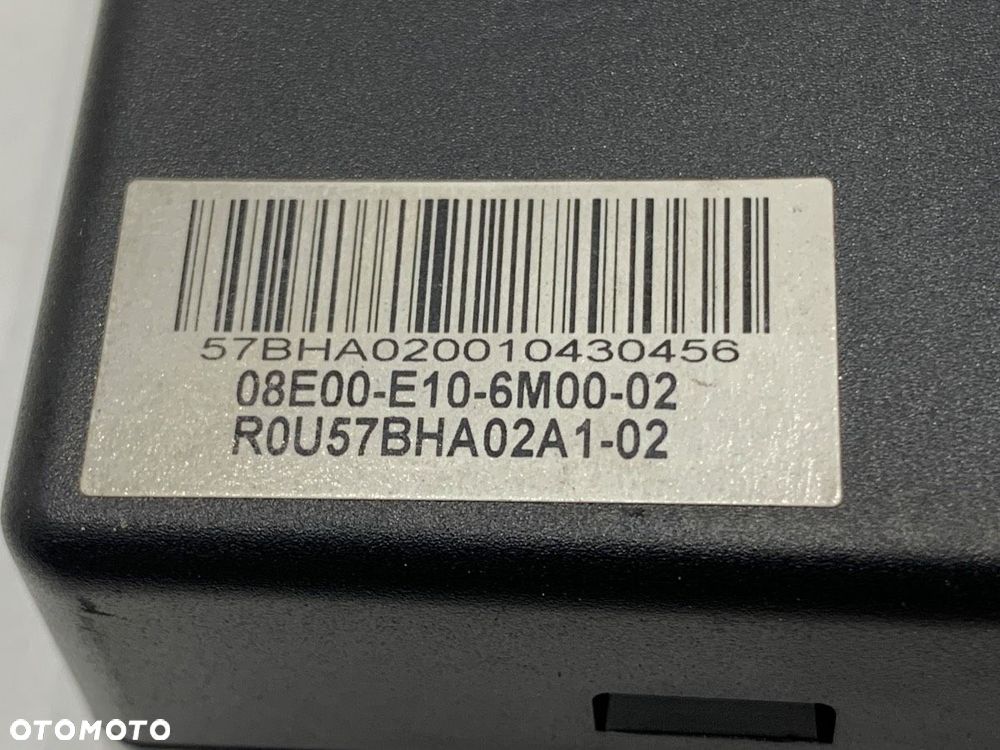 57BHA020010430456
08E00-E10-6M00-02
R0U57BHA02A1-02
OTOMOTO